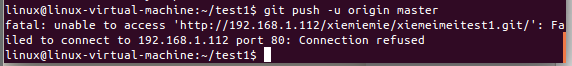 linux@linux-virtual-machine:~/test1$ git push -u origin master
fatal: unable to access 'http://192.168.1.112/xiemiemie/xiemeimeitest1.git/': Fa
iled to connect to 192.168.1.112 port 80: Connection refused
linux@linux-virtual-machine:~/test1$